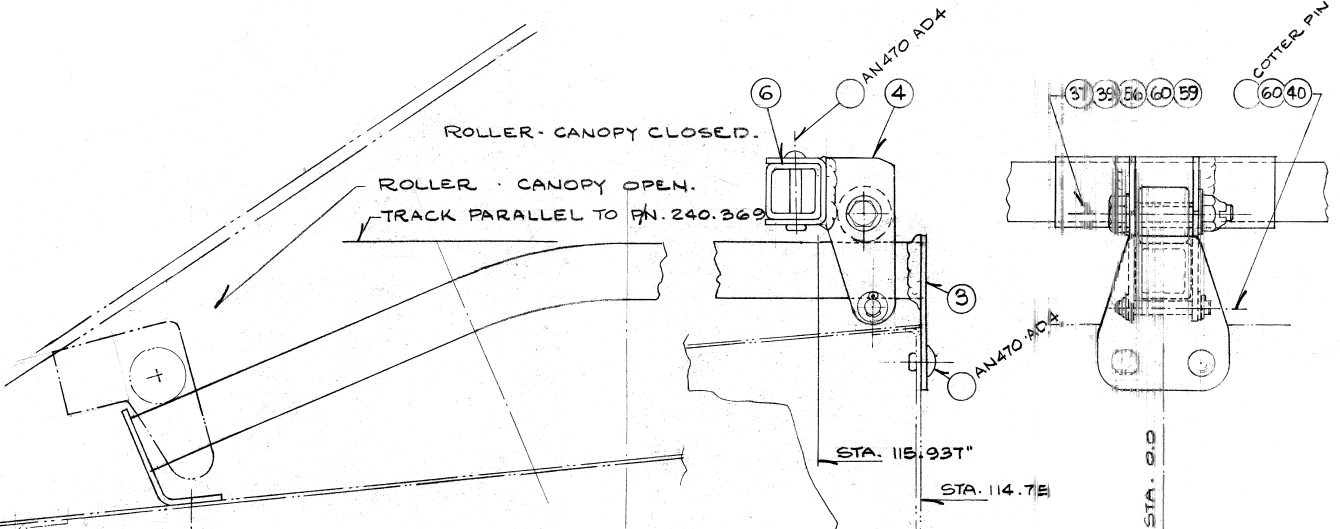 AN470 AD4
COTTER PIN
6
4
37 39 56 60 59
60 40
ROLLER - CANOPY CLOSED.
ROLLER · CANOPY OPEN.
TRACK PARALLEL TO P/N. 240.369
3
AN470 AD4
STA. 115.937"
STA. 114.75
STA. 0.0